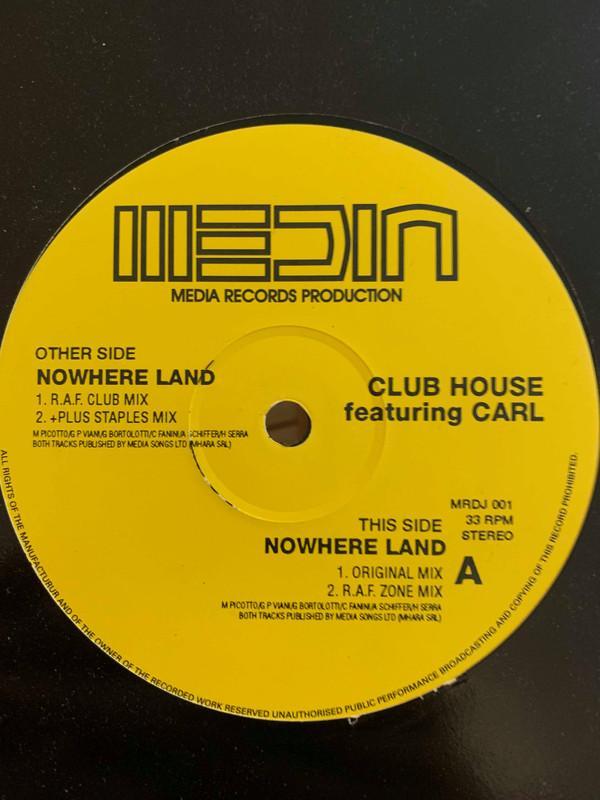 MEDIA
MEDIA RECORDS PRODUCTION
OTHER SIDE
NOWHERE LAND
1. R.A.F. CLUB MIX
2. +PLUS STAPLES MIX
M PICOTTO/G P VIANI/G BORTOLOTTI/C FANINI/A SCHIFFER/H SERRA
BOTH TRACKS PUBLISHED BY MEDIA SONGS LTD (MHARA SRL)
CLUB HOUSE
featuring CARL
MRDJ 001
33 RPM
STEREO
THIS SIDE
NOWHERE LAND
A
1. ORIGINAL MIX
2. R.A.F. ZONE MIX
M PICOTTO/G P VIANI/G BORTOLOTTI/C FANINI/A SCHIFFER/H SERRA
BOTH TRACKS PUBLISHED BY MEDIA SONGS LTD (MHARA SRL)
ALL RIGHTS OF THE MANUFACTURUR AND OF THE OWNER OF THE RECORDED WORK RESERVED UNAUTHORISED PUBLIC PERFORMANCE BROADCASTING AND COPYING OF THIS RECORD PROHIBITED.